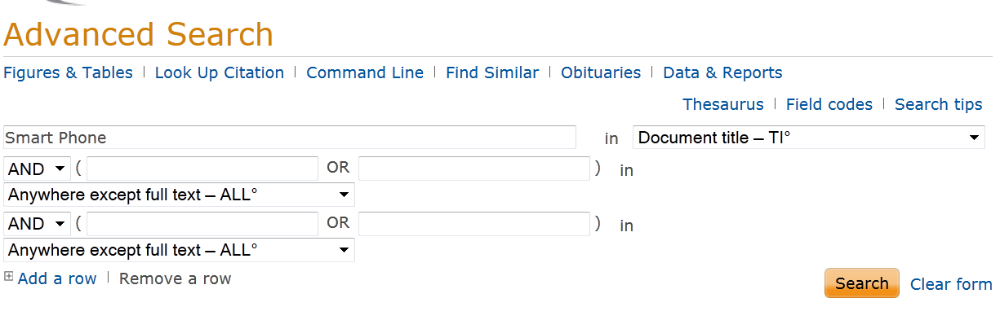 Advanced Search
Figures & Tables | Look Up Citation | Command Line | Find Similar | Obituaries | Data & Reports
Thesaurus | Field codes | Search tips
Smart Phone in Document title – TI°
AND ( OR ) in
Anywhere except full text – ALL°
AND ( OR ) in
Anywhere except full text – ALL°
Add a row | Remove a row Search Clear form